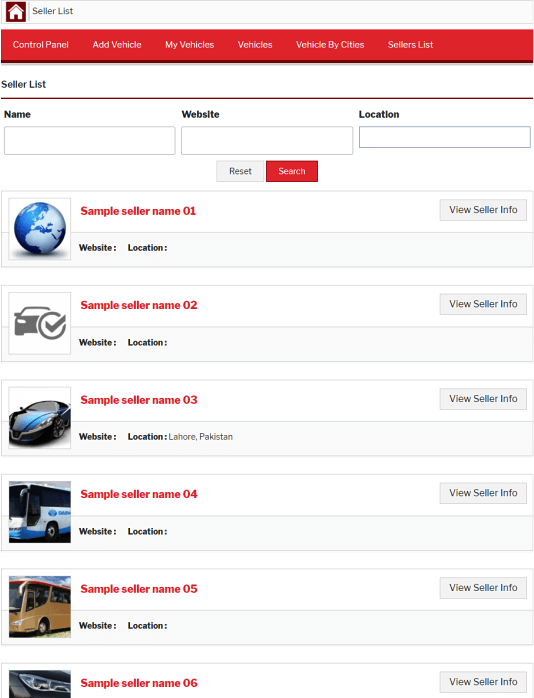 Seller List
Control Panel Add Vehicle My Vehicles Vehicles Vehicle By Cities Sellers List
Seller List
Name Website Location
Reset Search
Sample seller name 01 View Seller Info
Website : Location :
Sample seller name 02 View Seller Info
Website : Location :
Sample seller name 03 View Seller Info
Website : Location : Lahore, Pakistan
Sample seller name 04 View Seller Info
Website : Location :
Sample seller name 05 View Seller Info
Website : Location :
Sample seller name 06 View Seller Info